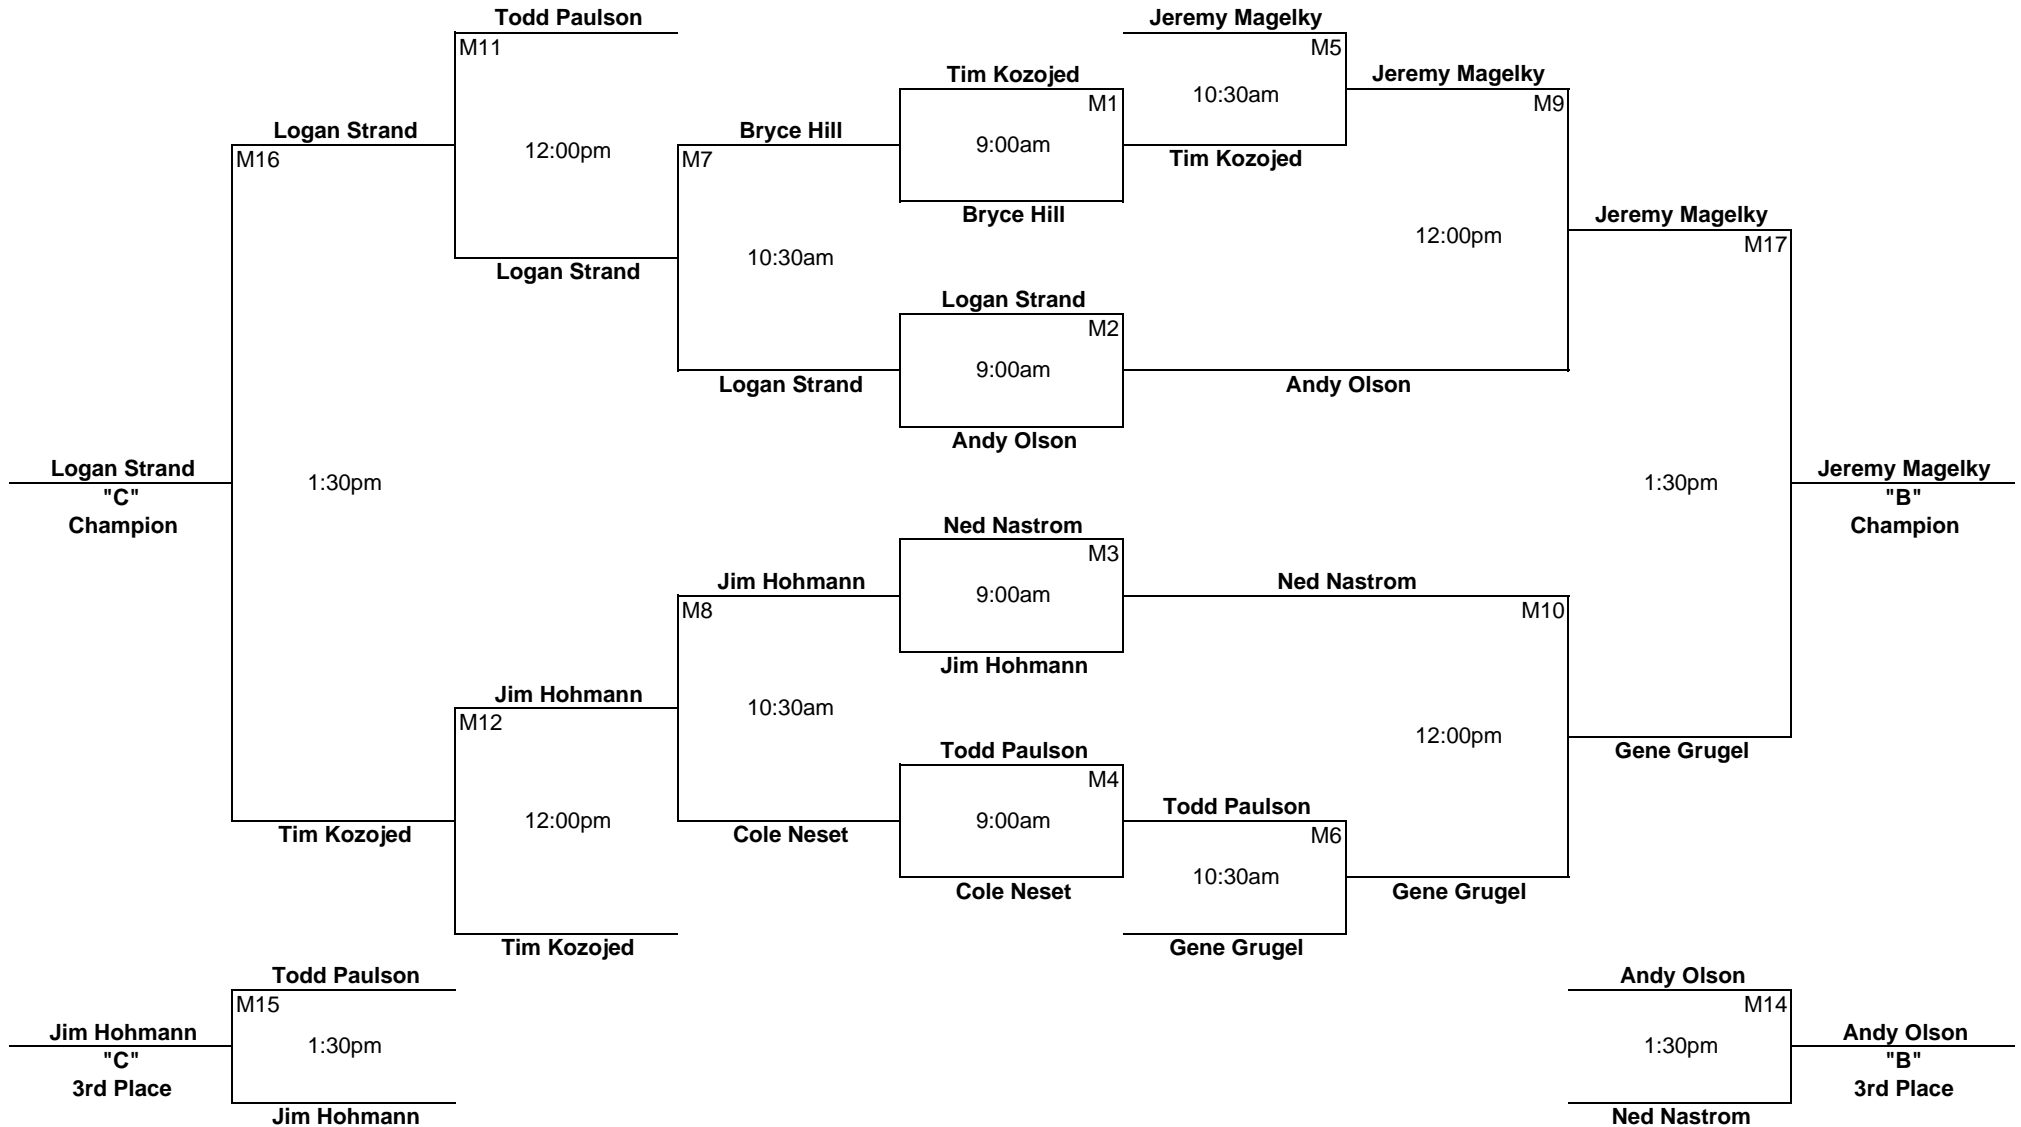 Todd Paulson
Jeremy Magelky
M11
M5
Tim Kozojed
Jeremy Magelky
10:30am
M1
M9
Logan Strand
Bryce Hill
12:00pm
9:00am
M16
M7
Tim Kozojed
Bryce Hill
Jeremy Magelky
12:00pm
M17
10:30am
Logan Strand
Logan Strand
M2
9:00am
Logan Strand
Andy Olson
Andy Olson
Logan Strand
Jeremy Magelky
1:30pm
1:30pm
"C"
Champion
"B"
Champion
Ned Nastrom
M3
Jim Hohmann
Ned Nastrom
9:00am
M8
M10
Jim Hohmann
Jim Hohmann
10:30am
M12
12:00pm
Todd Paulson
Gene Grugel
M4
Todd Paulson
12:00pm
9:00am
Tim Kozojed
Cole Neset
M6
10:30am
Cole Neset
Gene Grugel
Tim Kozojed
Gene Grugel
Todd Paulson
Andy Olson
M15
M14
Jim Hohmann
Andy Olson
1:30pm
1:30pm
"C"
3rd Place
"B"
3rd Place
Jim Hohmann
Ned Nastrom